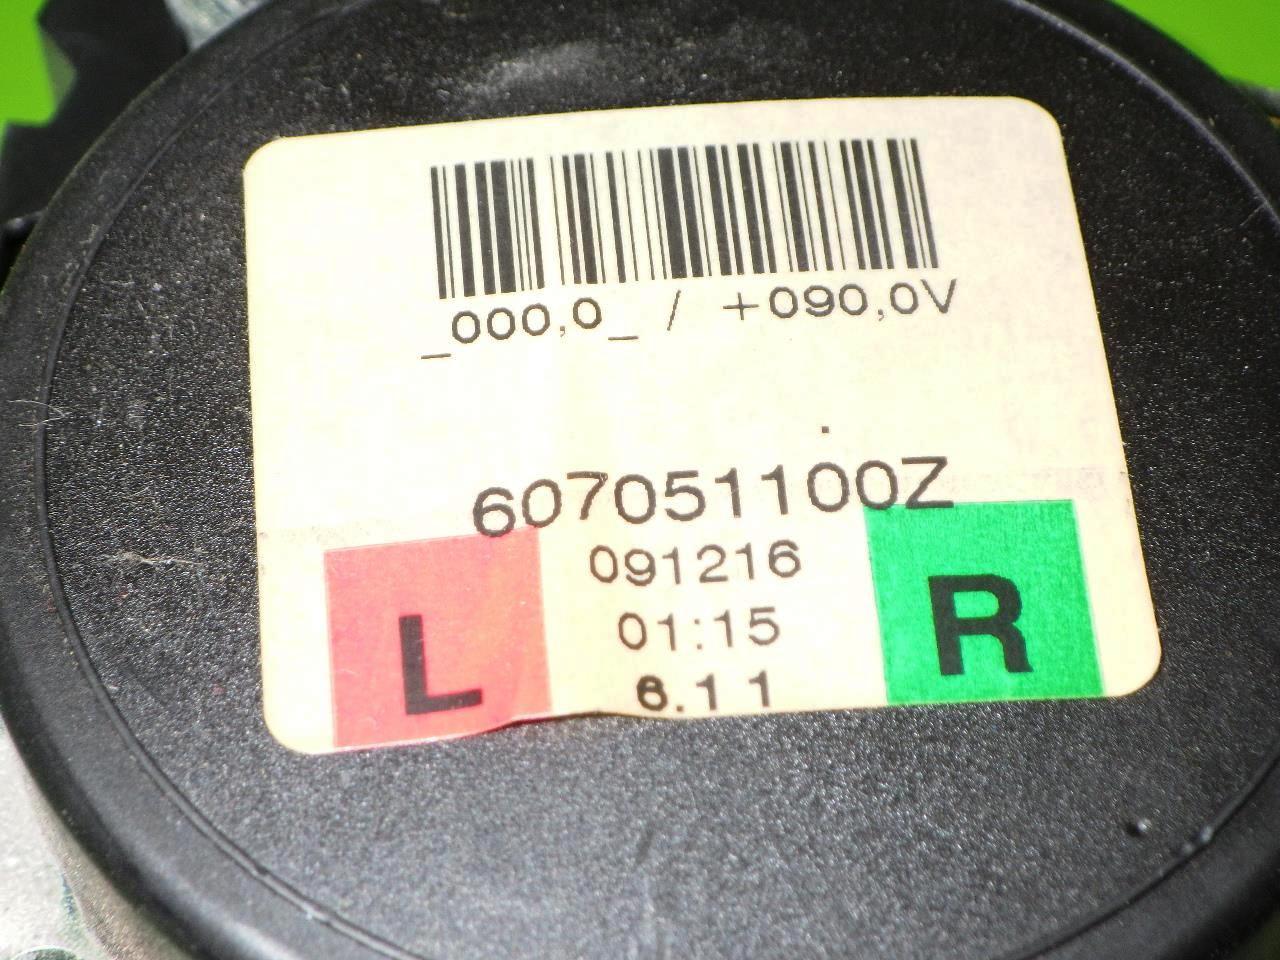 _000,0_ / +090,0V
607051100Z
091216
01:15
6.11
L
R